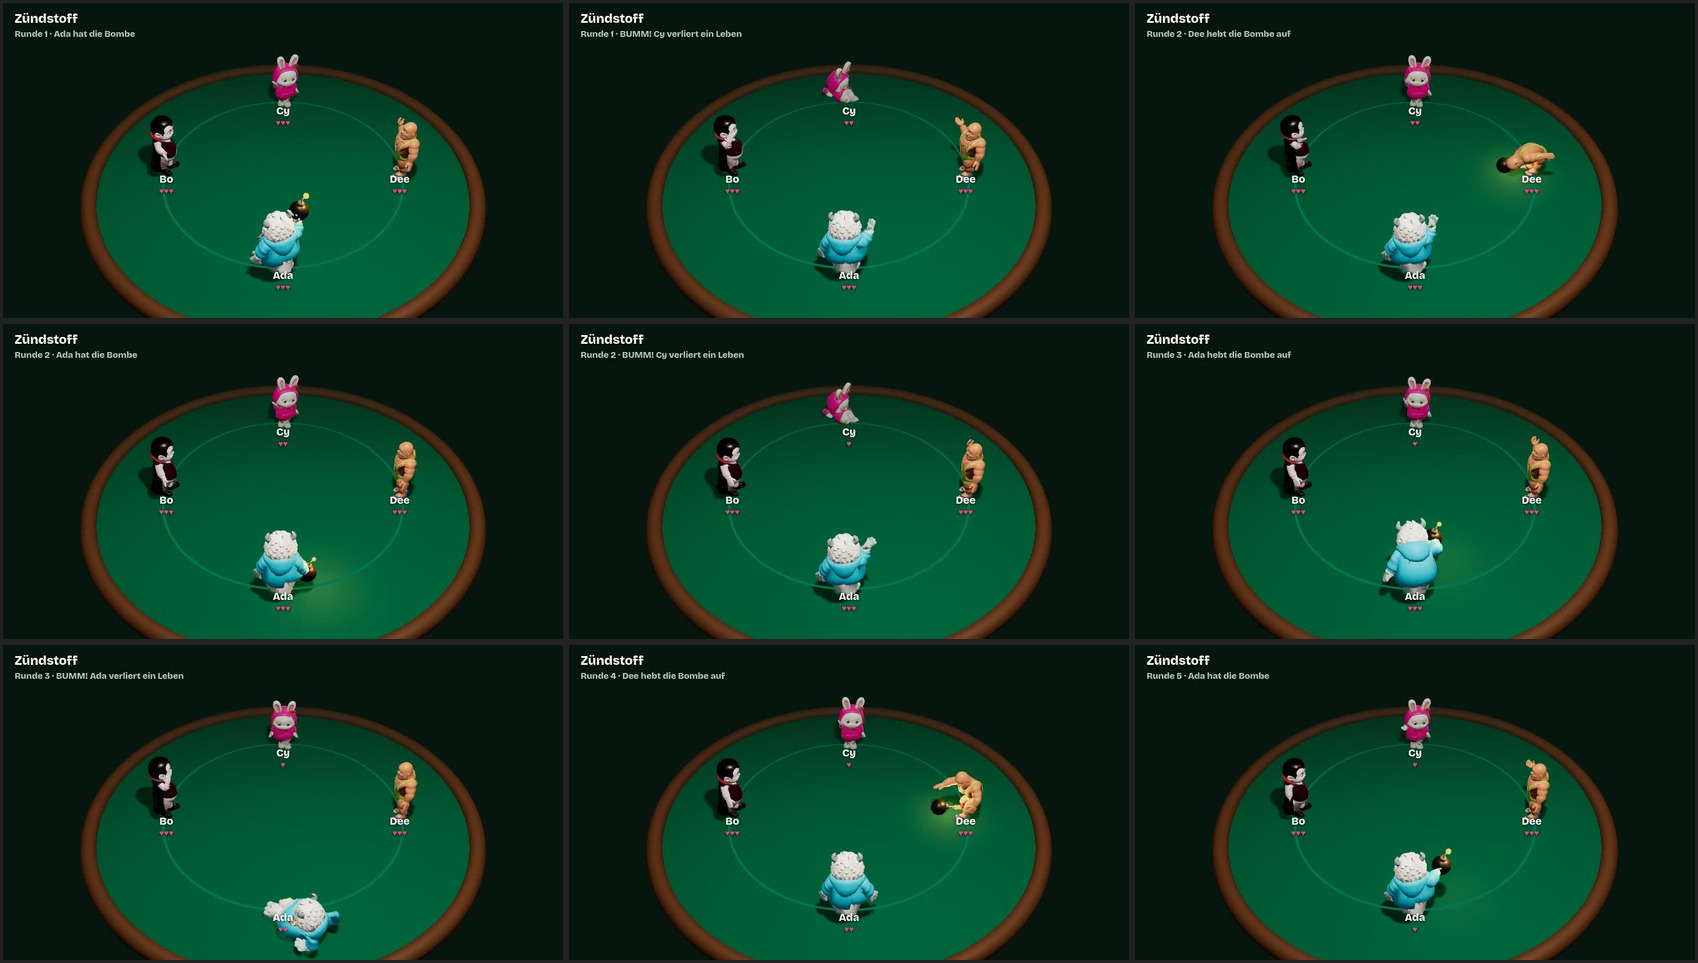 Zündstoff
Runde 1 · Ada hat die Bombe
Cy
♥♥♥
Bo
♥♥♥
Dee
♥♥♥
Ada
♥♥♥
Zündstoff
Runde 1 · BUMM! Cy verliert ein Leben
Cy
♥♥
Bo
♥♥♥
Dee
♥♥♥
Ada
♥♥♥
Zündstoff
Runde 2 · Dee hebt die Bombe auf
Cy
♥♥
Bo
♥♥♥
Dee
♥♥♥
Ada
♥♥♥
Zündstoff
Runde 2 · Ada hat die Bombe
Cy
♥♥
Bo
♥♥♥
Dee
♥♥♥
Ada
♥♥♥
Zündstoff
Runde 2 · BUMM! Cy verliert ein Leben
Cy
♥
Bo
♥♥♥
Dee
♥♥♥
Ada
♥♥♥
Zündstoff
Runde 3 · Ada hebt die Bombe auf
Cy
♥
Bo
♥♥♥
Dee
♥♥♥
Ada
♥♥♥
Zündstoff
Runde 3 · BUMM! Ada verliert ein Leben
Cy
♥
Bo
♥♥♥
Dee
♥♥♥
Ada
♥♥
Zündstoff
Runde 4 · Dee hebt die Bombe auf
Cy
♥
Bo
♥♥♥
Dee
♥♥♥
Ada
♥♥
Zündstoff
Runde 5 · Ada hat die Bombe
Cy
♥
Bo
♥♥♥
Dee
♥♥♥
Ada
♥